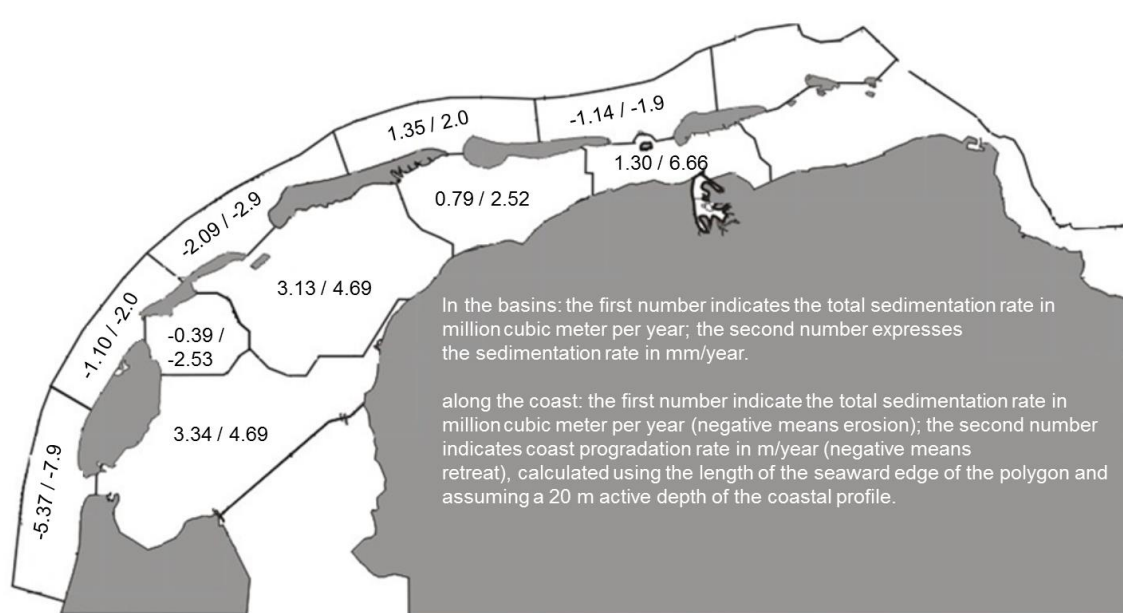 1.35 / 2.0
-1.14 / -1.9
1.30 / 6.66
0.79 / 2.52
-2.09 / -2.9
3.13 / 4.69
-1.10 / -2.0
-0.39 /
-2.53
3.34 / 4.69
-5.37 / -7.9
In the basins: the first number indicates the total sedimentation rate in
million cubic meter per year; the second number expresses
the sedimentation rate in mm/year.
along the coast: the first number indicate the total sedimentation rate in
million cubic meter per year (negative means erosion); the second number
indicates coast progradation rate in m/year (negative means
retreat), calculated using the length of the seaward edge of the polygon and
assuming a 20 m active depth of the coastal profile.